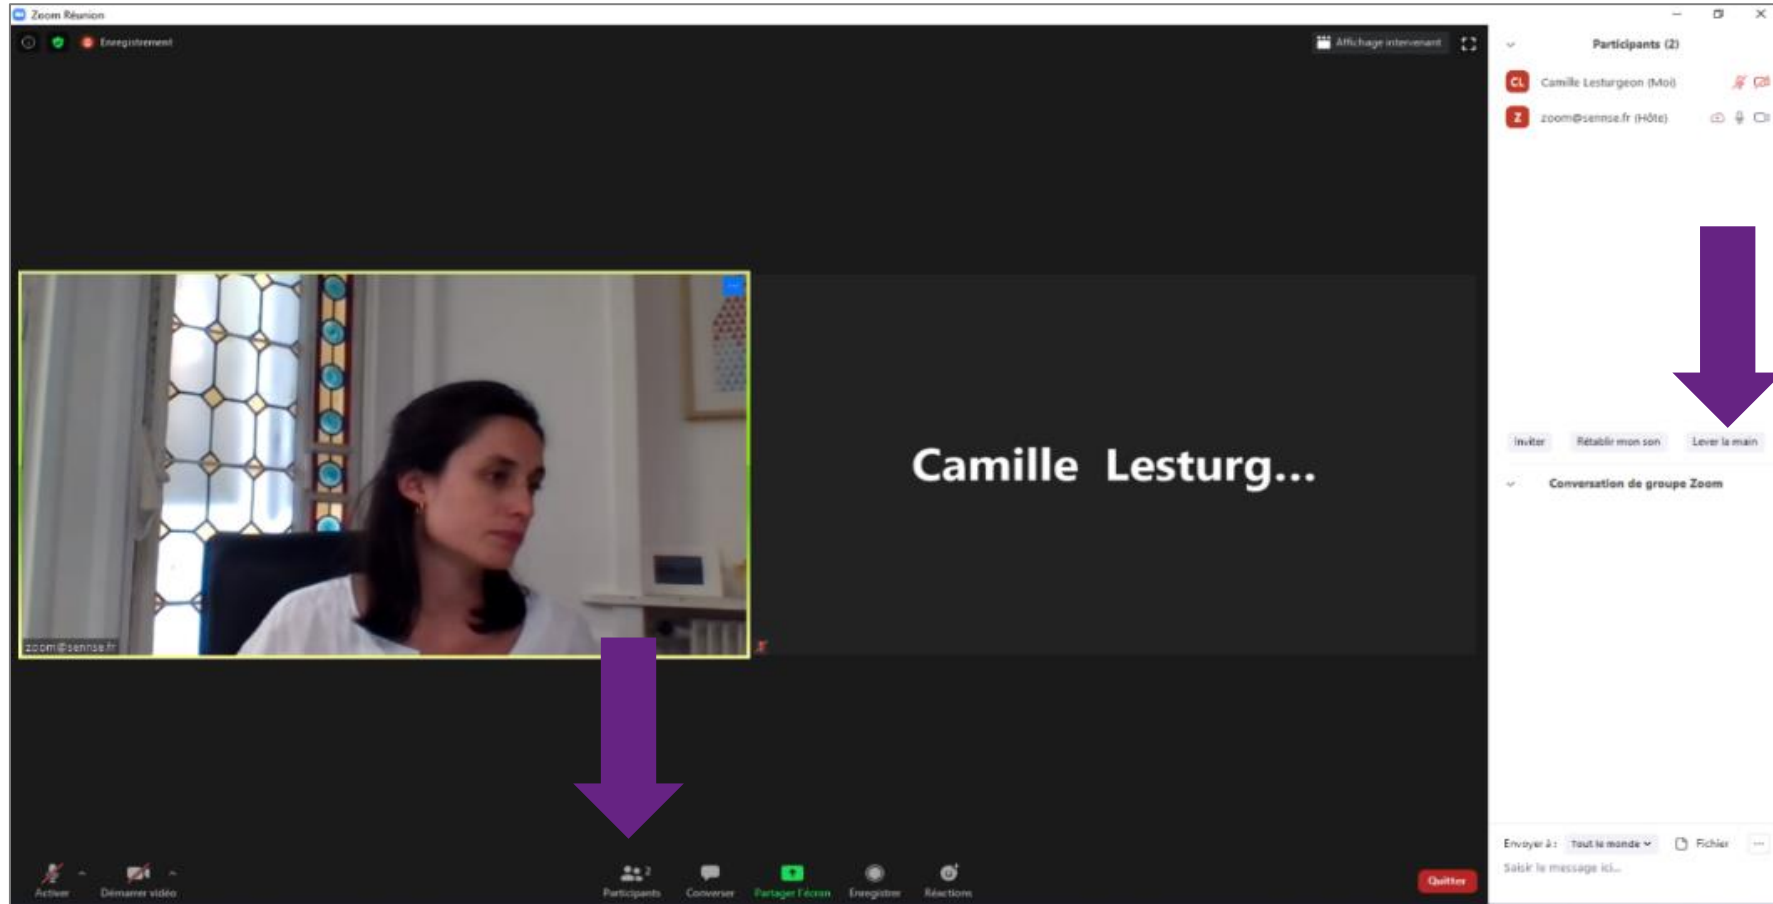 Zoom Réunion
Enregistrement
Affichage intervenant
Participants (2)
CL Camille Lesturgeon (Moi)
Z zoom@sennse.fr (Hôte)
Camille Lesturg...
zoom@sennse.fr
Inviter Rétablir mon son Lever la main
Conversation de groupe Zoom
Envoyer à : Tout le monde Fichier ...
Saisir le message ici...
Activer Démarrer vidéo Participants 2 Converser Partager l'écran Enregistrer Réactions Quitter